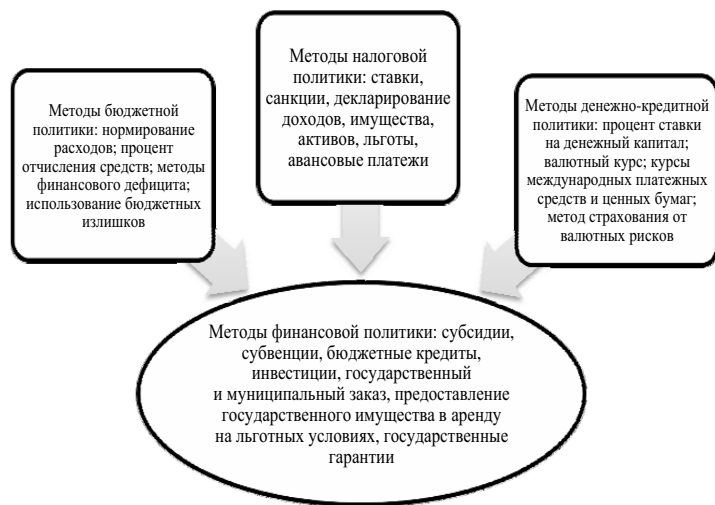 Методы бюджетной
политики: нормирование
расходов; процент
отчисления средств; методы
финансового дефицита;
использование бюджетных
излишков
Методы налоговой
политики: ставки,
санкции, декларирование
доходов, имущества,
активов, льготы,
авансовые платежи
Методы денежно-кредитной
политики: процент ставки
на денежный капитал;
валютный курс; курсы
международных платежных
средств и ценных бумаг;
метод страхования от
валютных рисков
Методы финансовой политики: субсидии,
субвенции, бюджетные кредиты,
инвестиции, государственный
и муниципальный заказ, предоставление
государственного имущества в аренду
на льготных условиях, государственные
гарантии